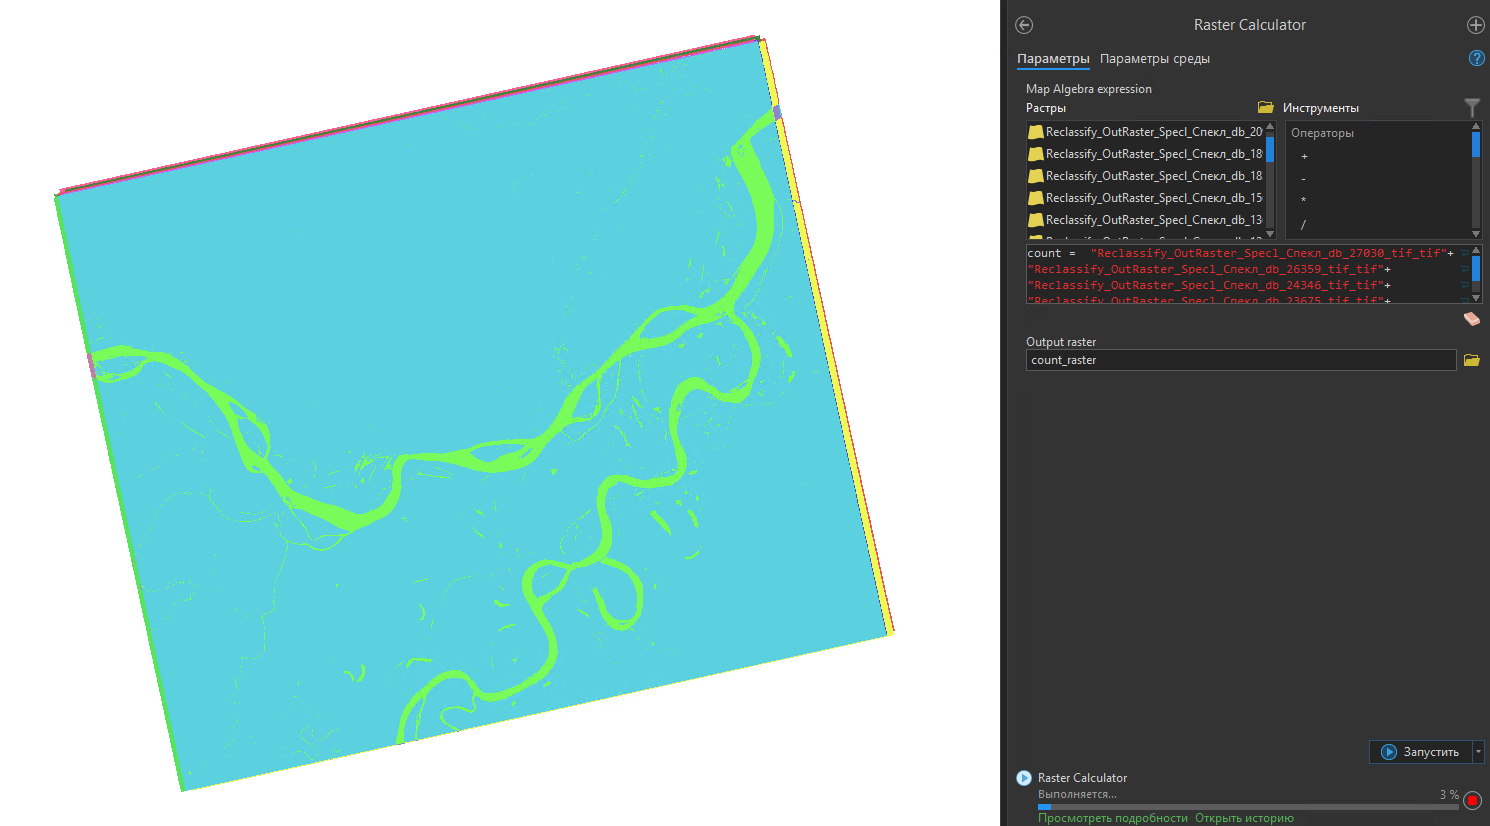 Raster Calculator
Параметры Параметры среды
Map Algebra expression
Растры
Инструменты
Reclassify_OutRaster_Specl_Спекл_db_20
Reclassify_OutRaster_Specl_Спекл_db_18
Reclassify_OutRaster_Specl_Спекл_db_18
Reclassify_OutRaster_Specl_Спекл_db_15
Reclassify_OutRaster_Specl_Спекл_db_13
Операторы
+
-
*
/
count = "Reclassify_OutRaster_Specl_Спекл_db_27030_tif_tif"+
"Reclassify_OutRaster_Specl_Спекл_db_26359_tif_tif"+
"Reclassify_OutRaster_Specl_Спекл_db_24346_tif_tif"+
"Reclassify_OutRaster_Specl_Спекл_db_23675_tif_tif"+
Output raster
count_raster
Запустить
Raster Calculator
Выполняется...
3 %
Просмотреть подробности Открыть историю